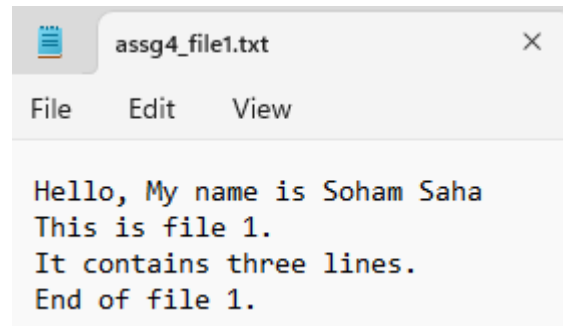 assg4_file1.txt
File Edit View
Hello, My name is Soham Saha
This is file 1.
It contains three lines.
End of file 1.